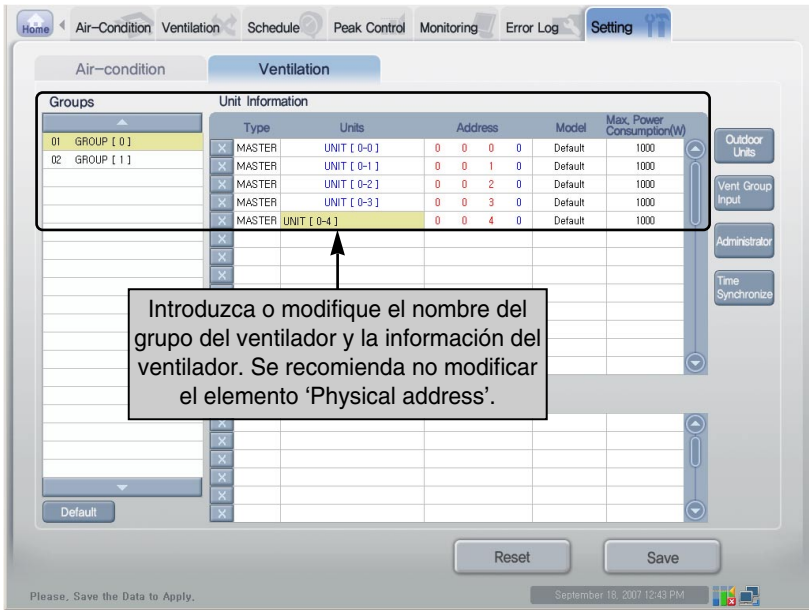 Home Air-Condition Ventilation Schedule Peak Control Monitoring Error Log Setting
Air-condition Ventilation
Groups
01 GROUP [ 0 ]
02 GROUP [ 1 ]
Default
Unit Information
Type Units Address Model Max. Power Consumption(W)
X MASTER UNIT [ 0-0 ] 0 0 0 0 Default 1000
X MASTER UNIT [ 0-1 ] 0 0 1 0 Default 1000
X MASTER UNIT [ 0-2 ] 0 0 2 0 Default 1000
X MASTER UNIT [ 0-3 ] 0 0 3 0 Default 1000
X MASTER UNIT [ 0-4 ] 0 0 4 0 Default 1000
X
X
X
Introduzca o modifique el nombre del
grupo del ventilador y la información del
ventilador. Se recomienda no modificar
el elemento ‘Physical address’.
X
X
X
X
X
X
Outdoor
Units
Vent Group
Input
Administrator
Time
Synchronize
Reset Save
Please, Save the Data to Apply.
September 18, 2007 12:43 PM